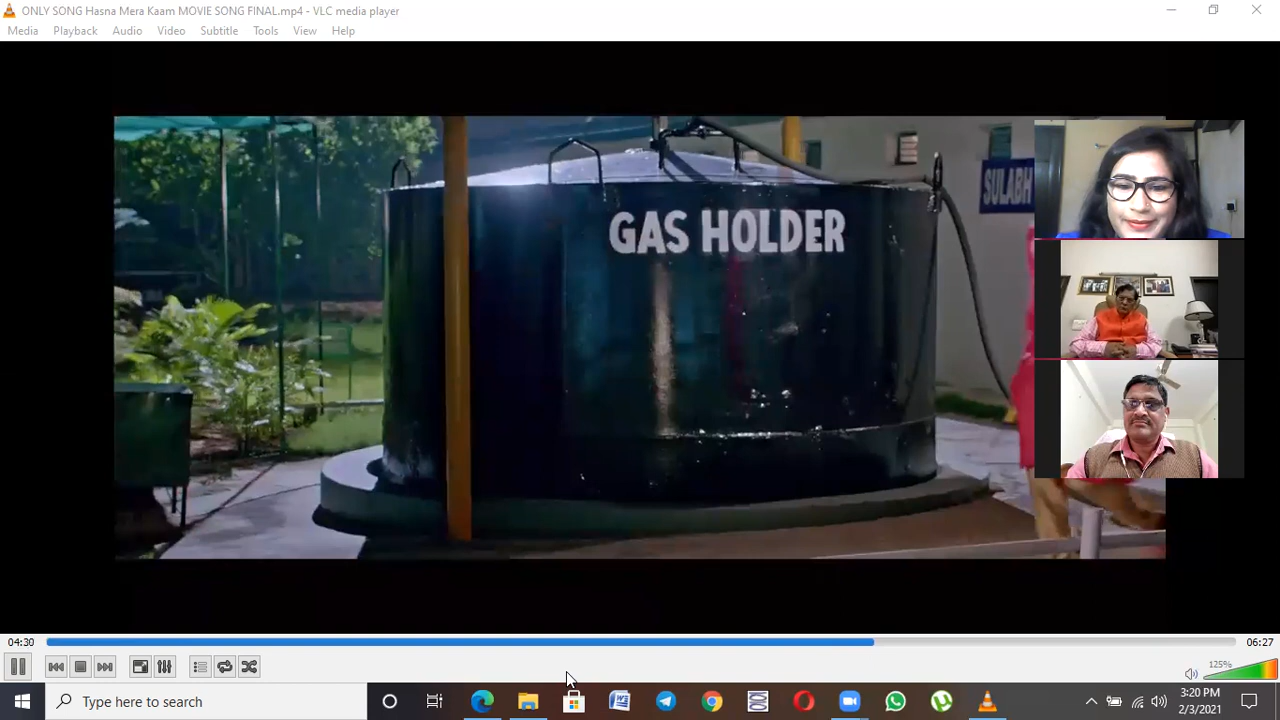 ONLY SONG Hasna Mera Kaam MOVIE SONG FINAL.mp4 - VLC media player
Media Playback Audio Video Subtitle Tools View Help
SULABH
GAS HOLDER
04:30
06:27
125%
Type here to search
3:20 PM
2/3/2021